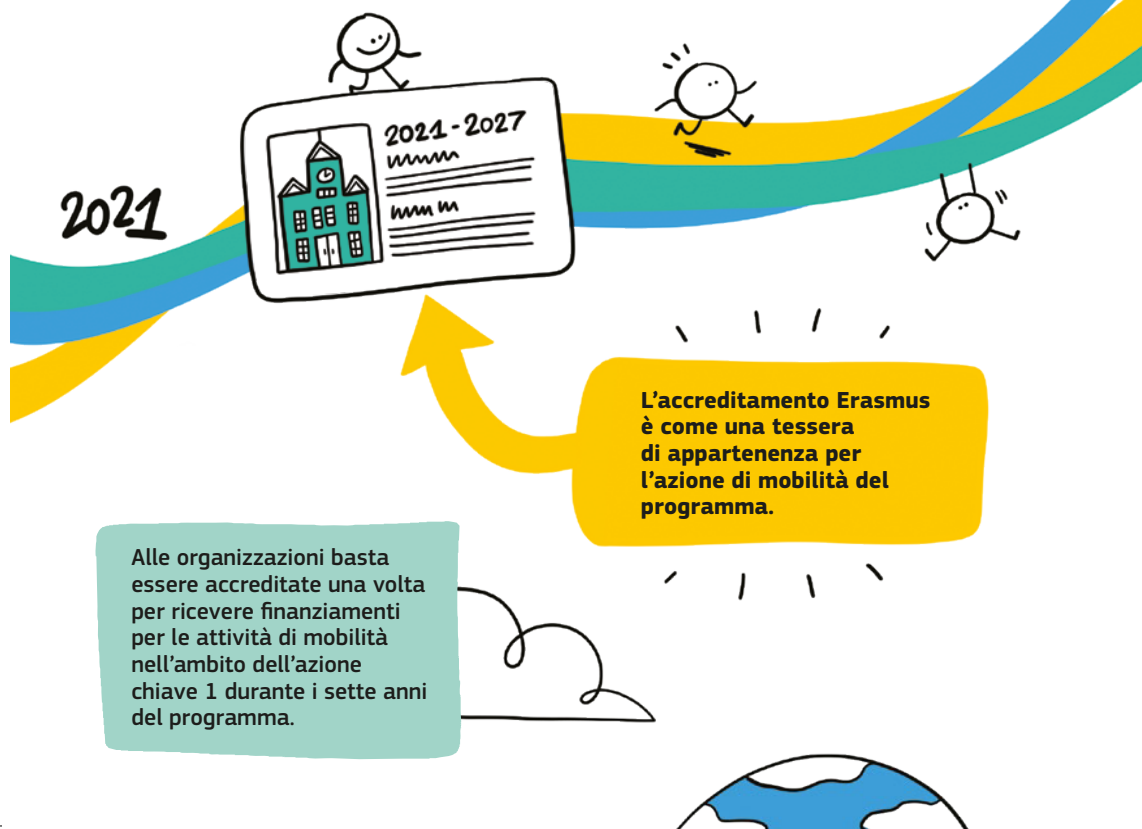 2021 - 2027
2021
L'accreditamento Erasmus
è come una tessera
di appartenenza per
l'azione di mobilità del
programma.
Alle organizzazioni basta
essere accreditate una volta
per ricevere finanziamenti
per le attività di mobilità
nell'ambito dell'azione
chiave 1 durante i sette anni
del programma.